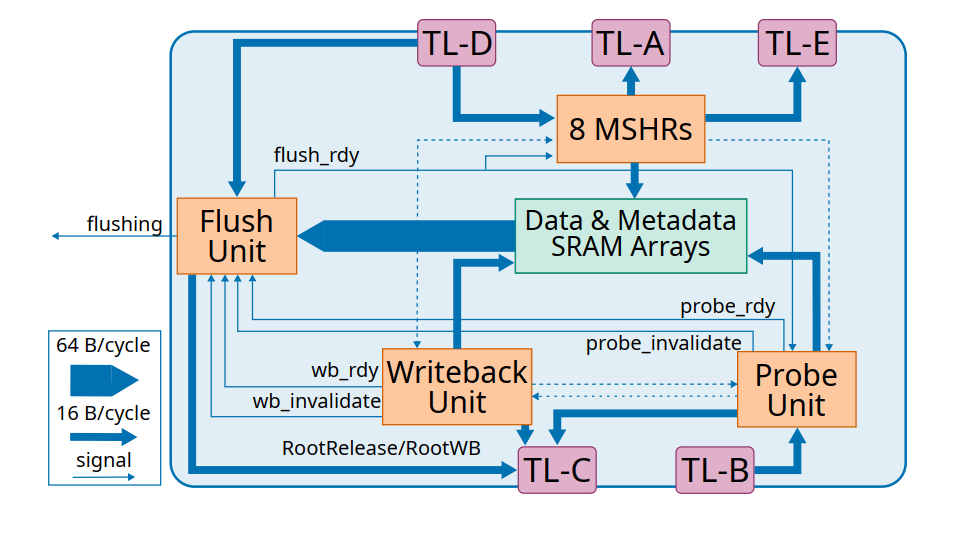 TL-D
TL-A
TL-E
8 MSHRs
flush_rdy
flushing
Flush
Unit
Data & Metadata
SRAM Arrays
probe_rdy
probe_invalidate
64 B/cycle
16 B/cycle
signal
wb_rdy
wb_invalidate
Writeback
Unit
Probe
Unit
RootRelease/RootWB
TL-C
TL-B